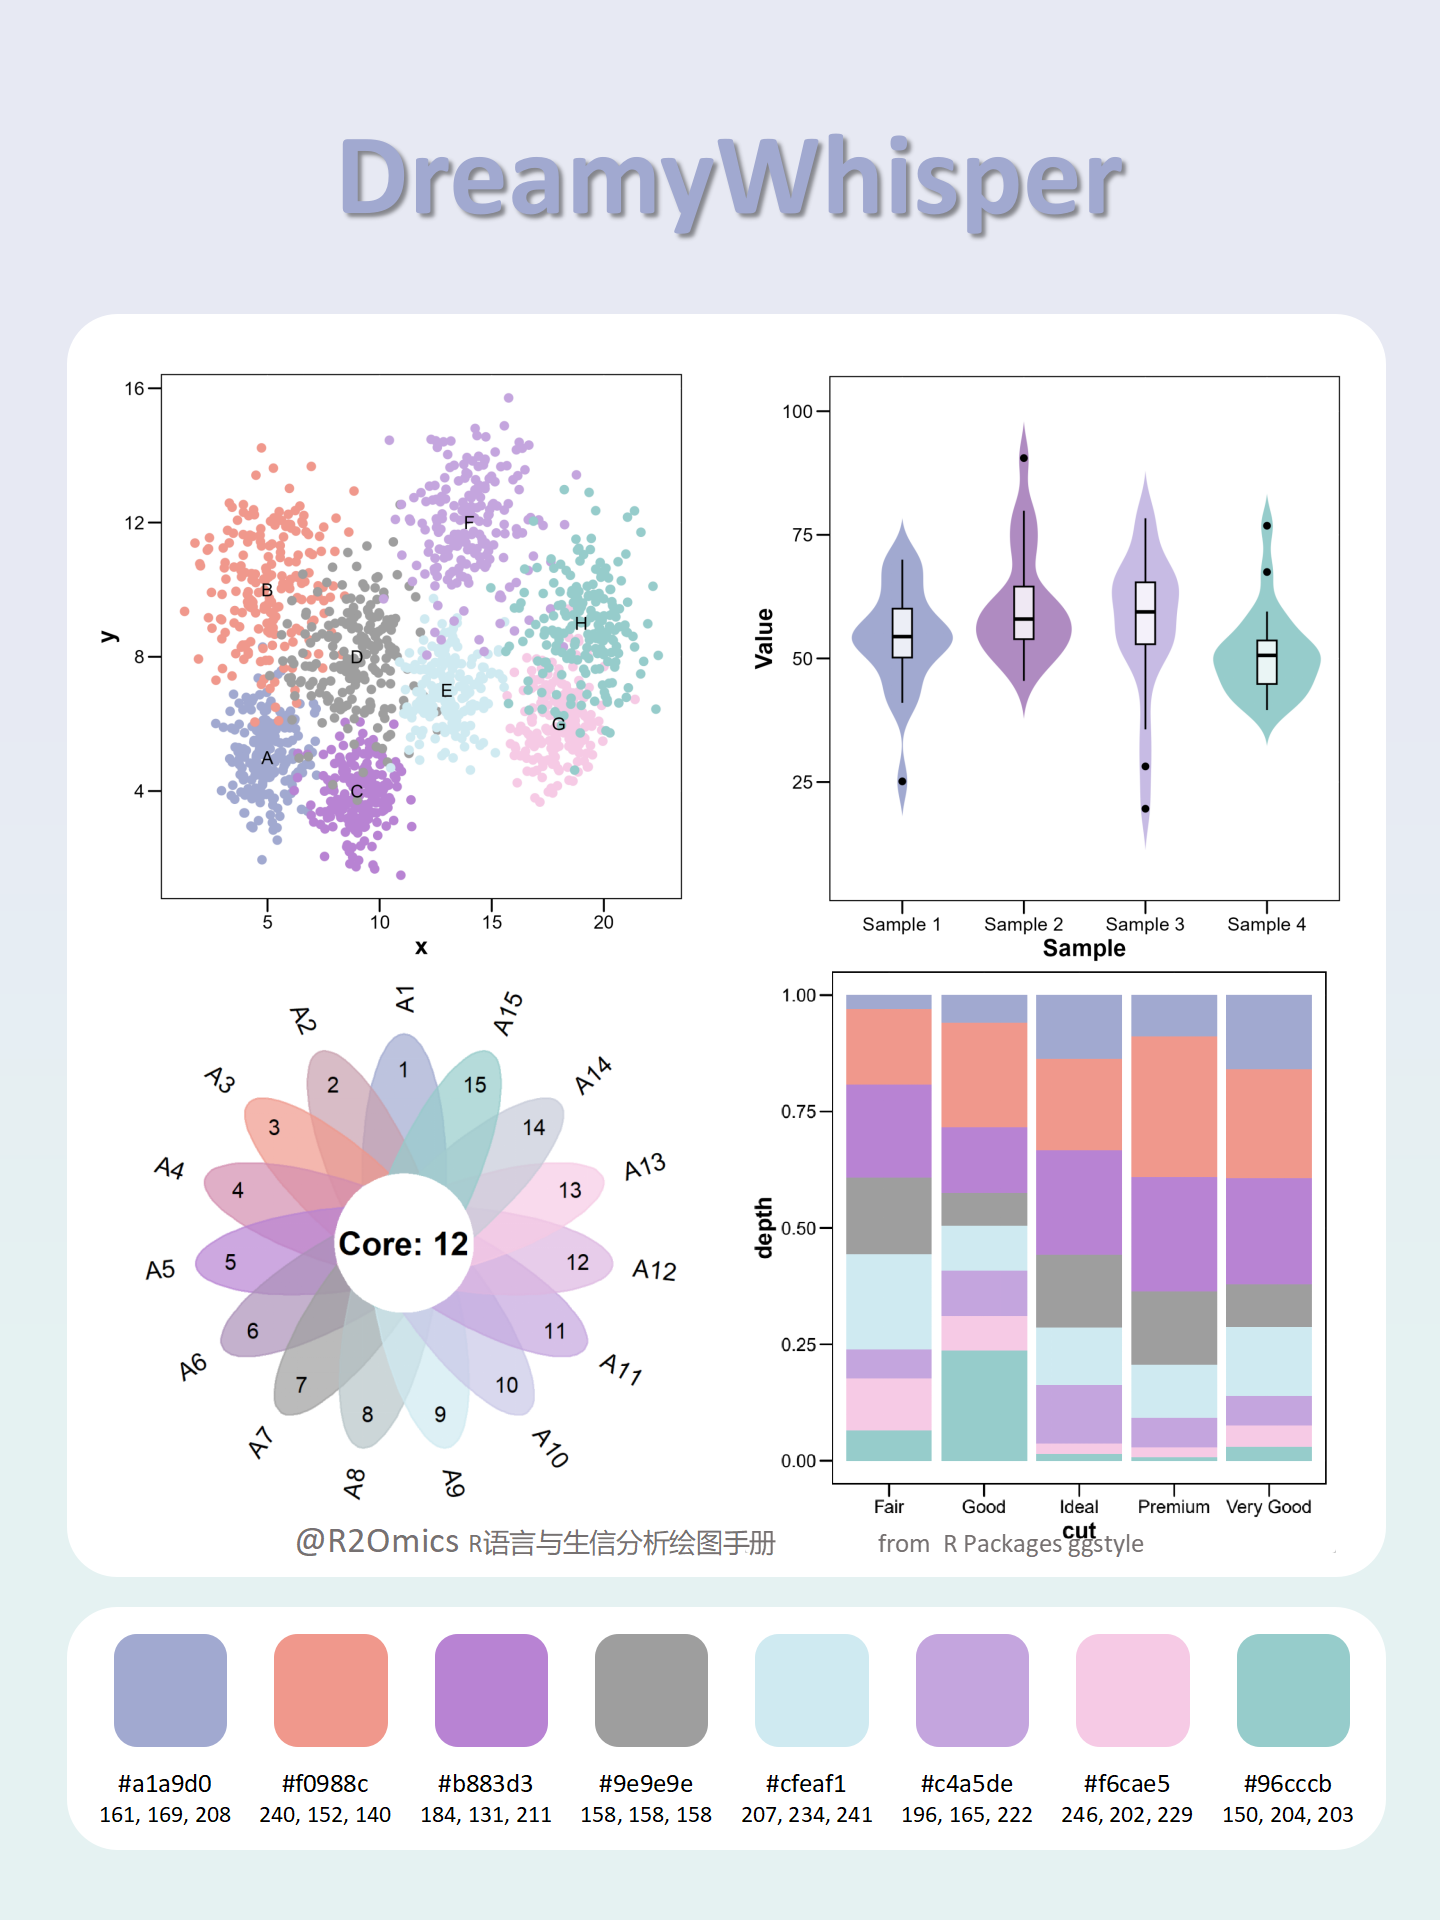 DreamyWhisper
16
12
8
4
y
5
10
15
20
x
A
B
C
D
E
F
G
H
100
75
50
25
Value
Sample 1
Sample 2
Sample 3
Sample 4
Sample
A1
A2
A3
A4
A5
A6
A7
A8
A9
A10
A11
A12
A13
A14
A15
1
2
3
4
5
6
7
8
9
10
11
12
13
14
15
Core: 12
1.00
0.75
0.50
0.25
0.00
depth
Fair
Good
Ideal
Premium
Very Good
cut
@R2Omics R语言与生信分析绘图手册
from R Packages ggstyle
#a1a9d0
#f0988c
#b883d3
#9e9e9e
#cfeaf1
#c4a5de
#f6cae5
#96cccb
161, 169, 208
240, 152, 140
184, 131, 211
158, 158, 158
207, 234, 241
196, 165, 222
246, 202, 229
150, 204, 203